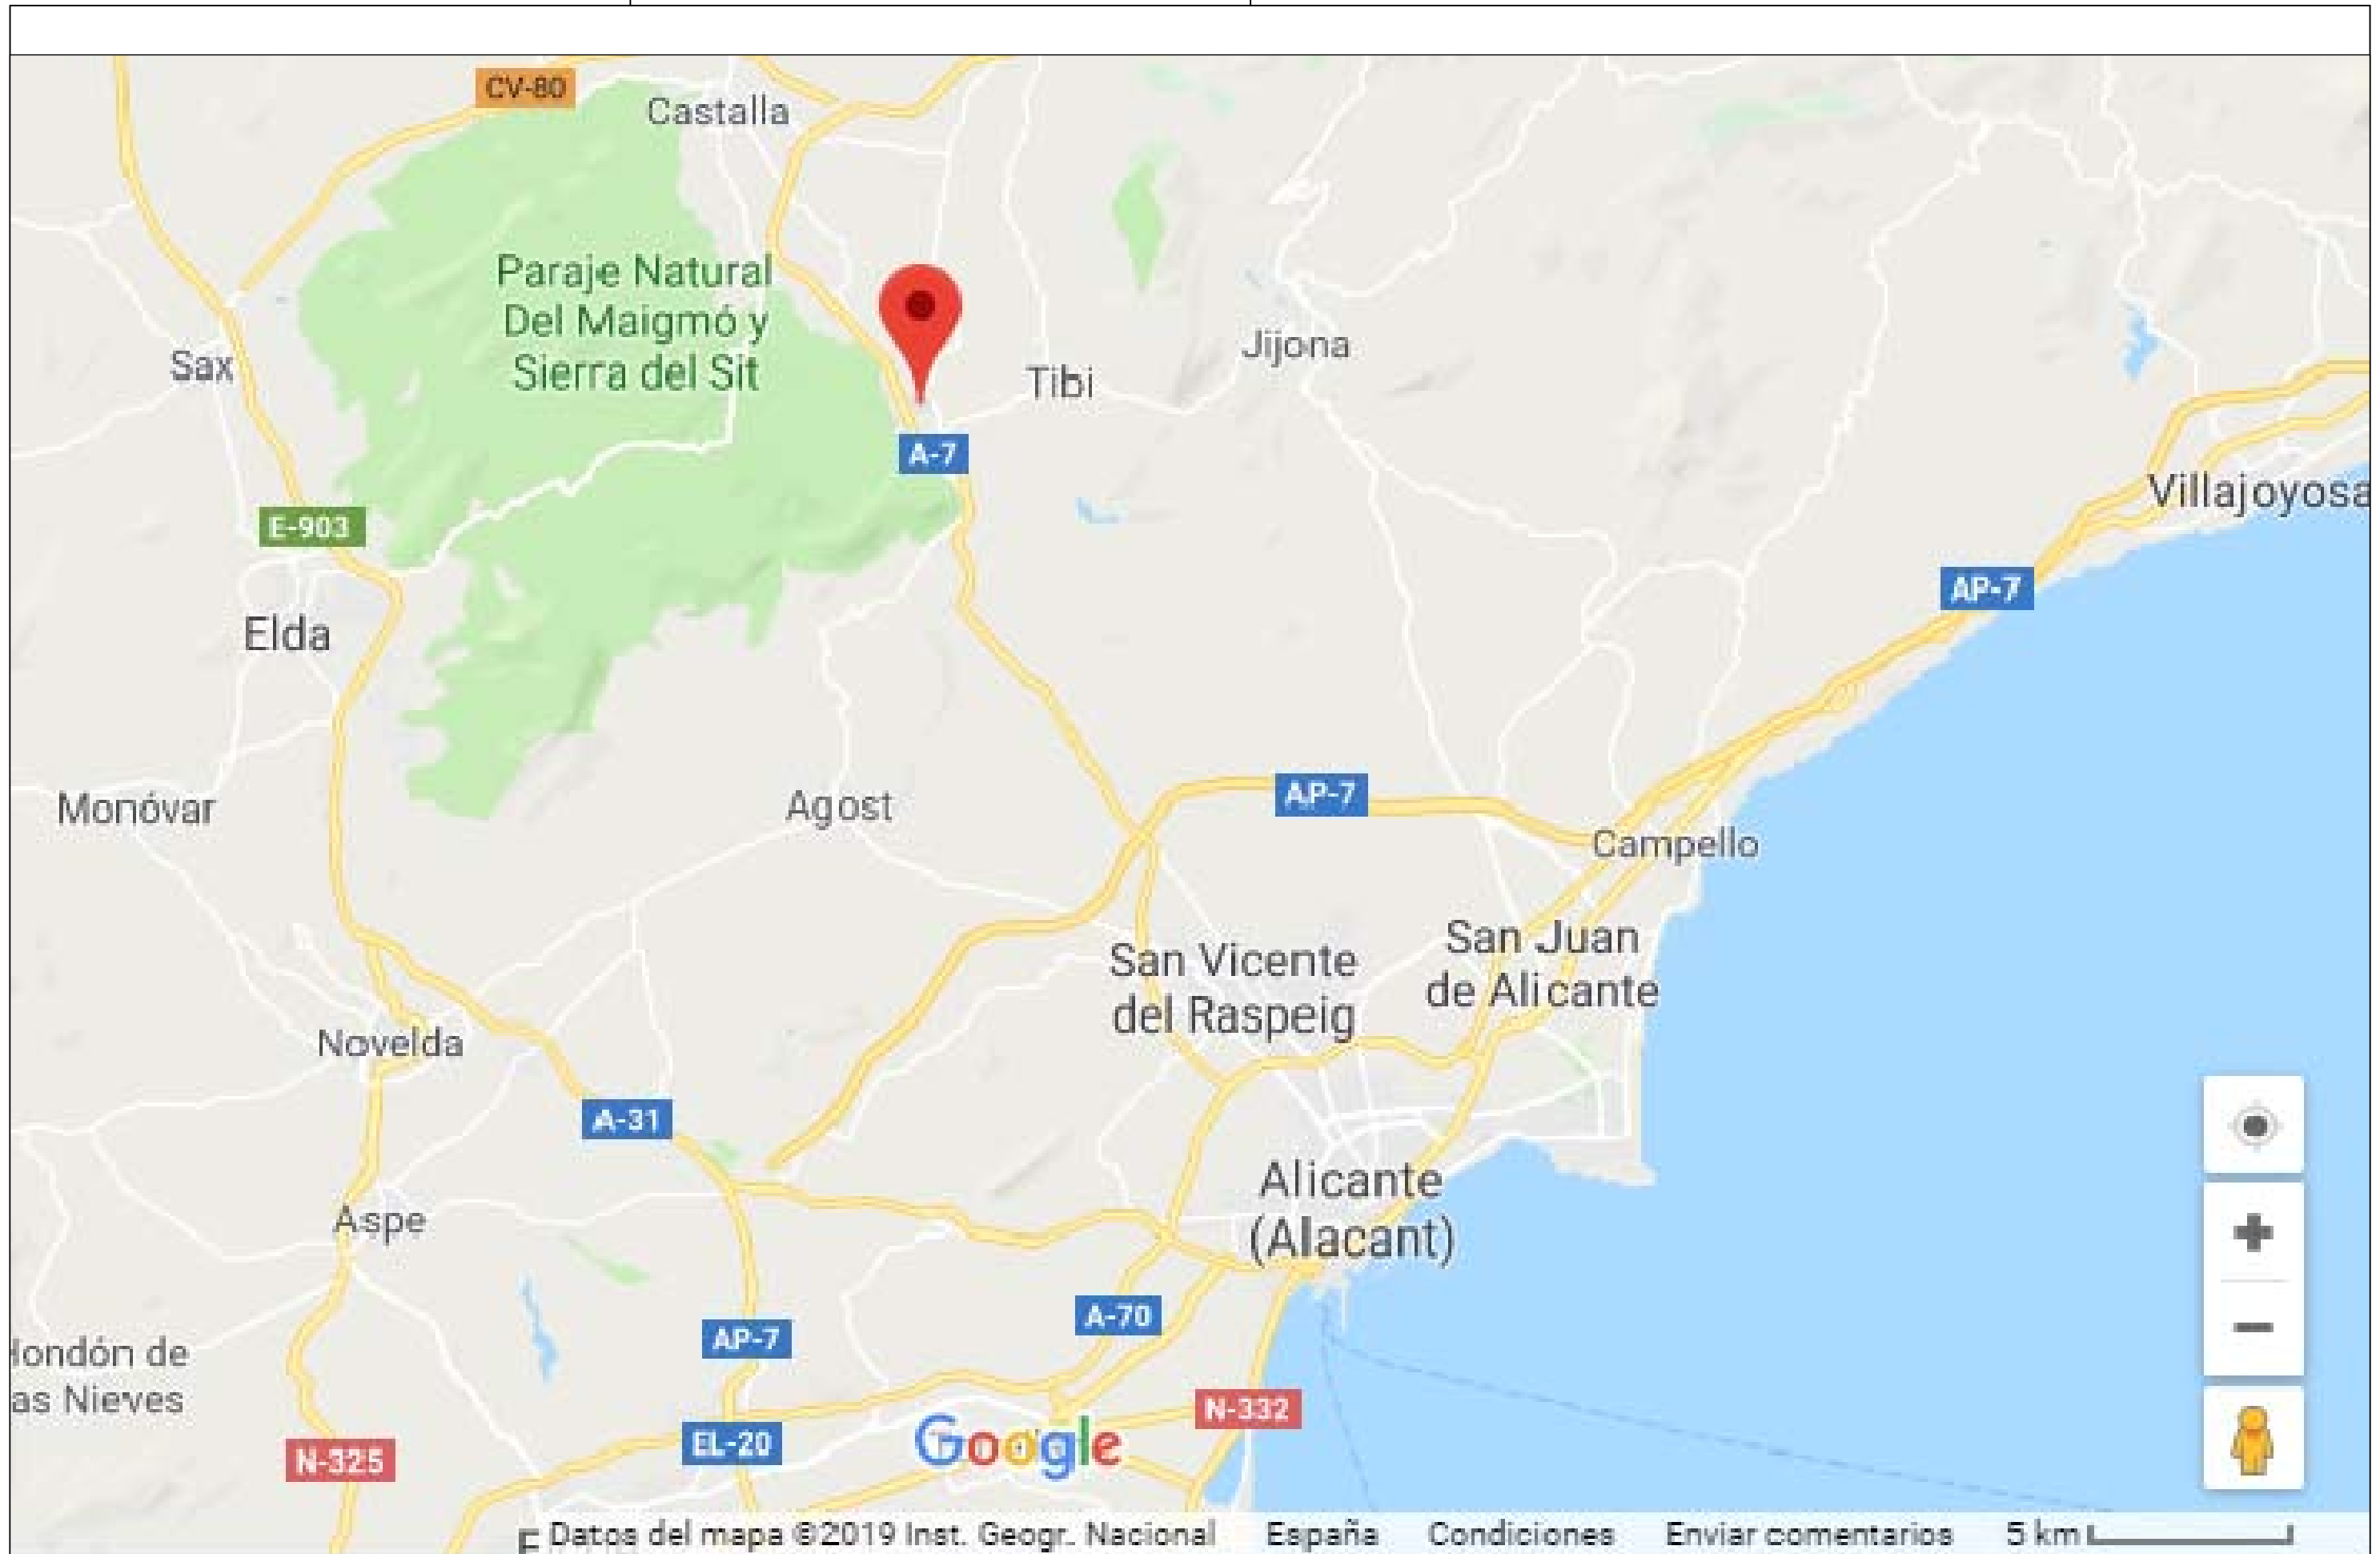 CV-80
Castalla
Paraje Natural
Del Maigmó y
Sierra del Sit
Sax
Jijona
Tibi
A-7
Villajoyosa
E-903
AP-7
Elda
AP-7
Monóvar
Agost
Campello
San Juan
de Alicante
San Vicente
del Raspeig
Novelda
A-31
Alicante
(Alacant)
Aspe
A-70
AP-7
de
Nieves
N-332
EL-20
Google
N-325
Datos del mapa ©2019 Inst. Geogr. Nacional España Condiciones Enviar comentarios 5 km